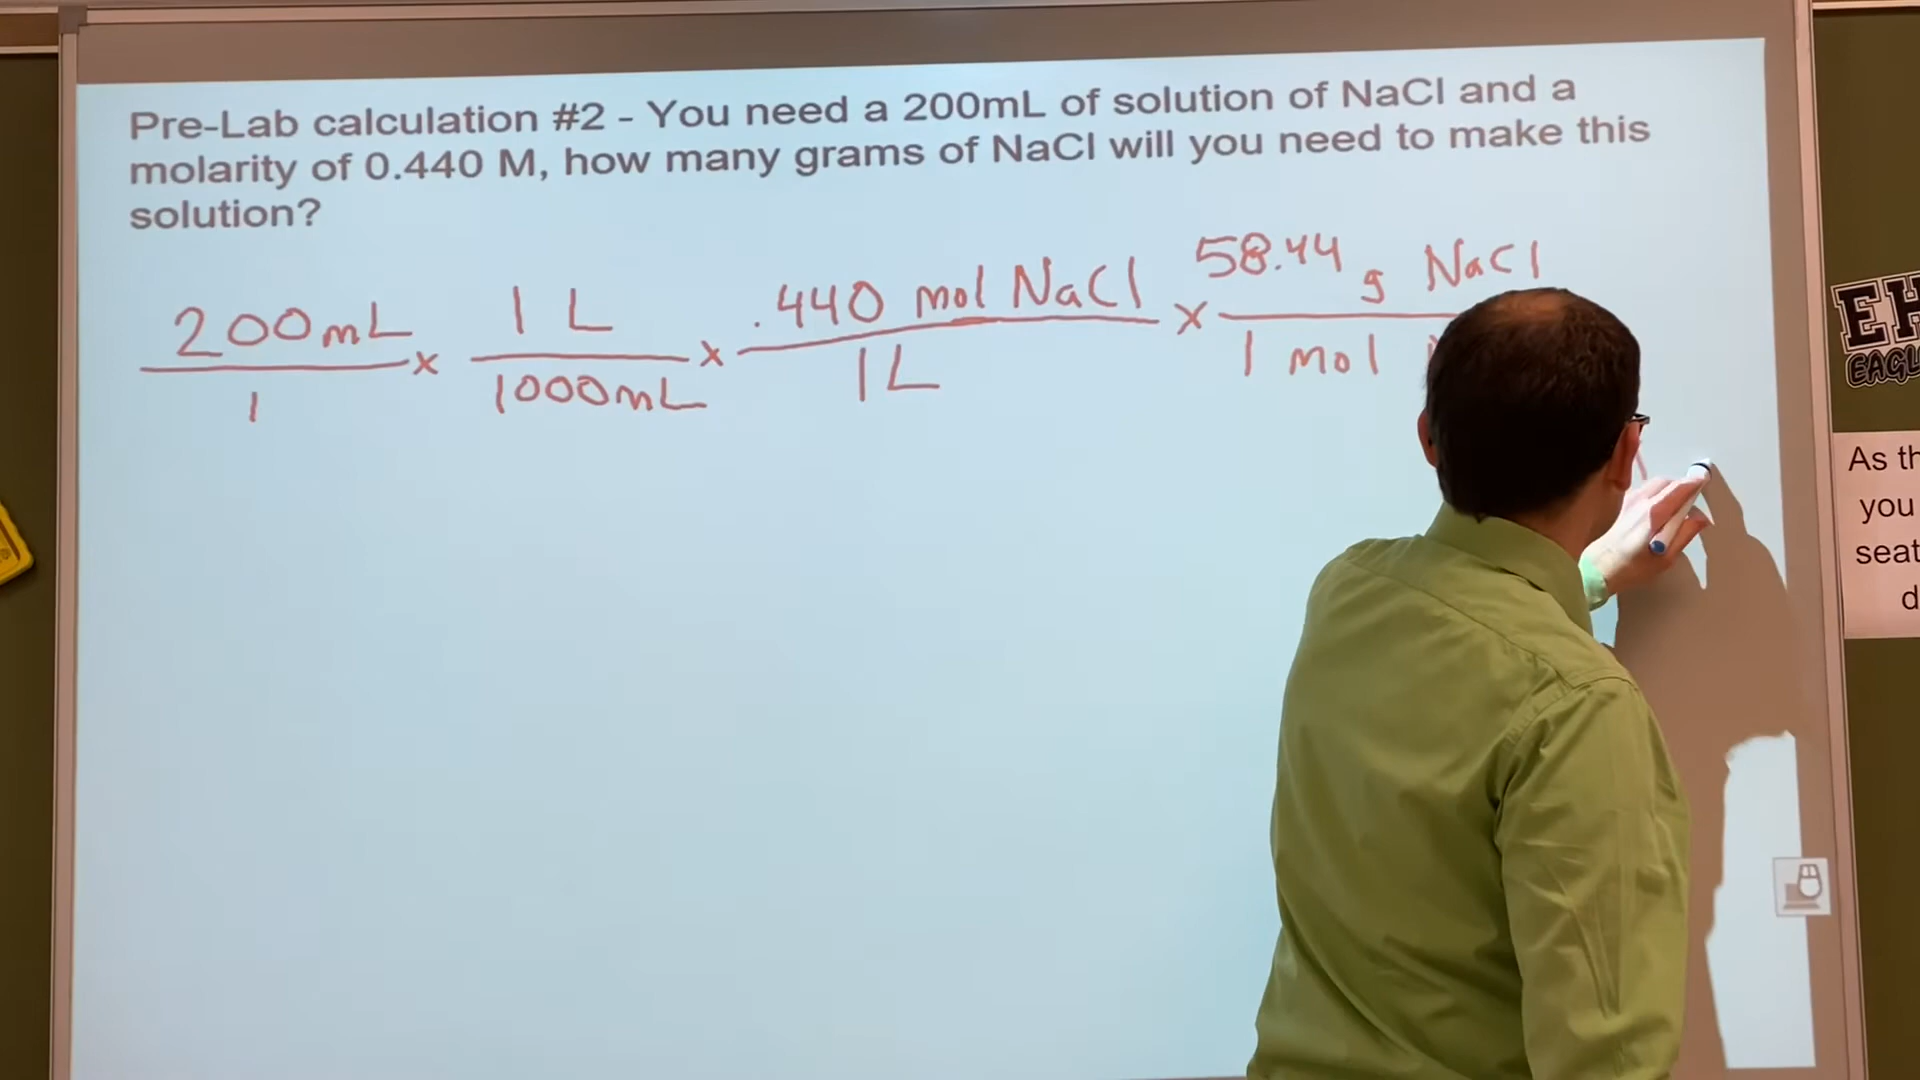 Pre-Lab calculation #2 - You need a 200mL of solution of NaCl and a
molarity of 0.440 M, how many grams of NaCl will you need to make this
solution?
200mL x 1 L x .440 mol NaCl x 58.44 g NaCl
1 1000mL 1L 1 mol
EH
As
you
seat